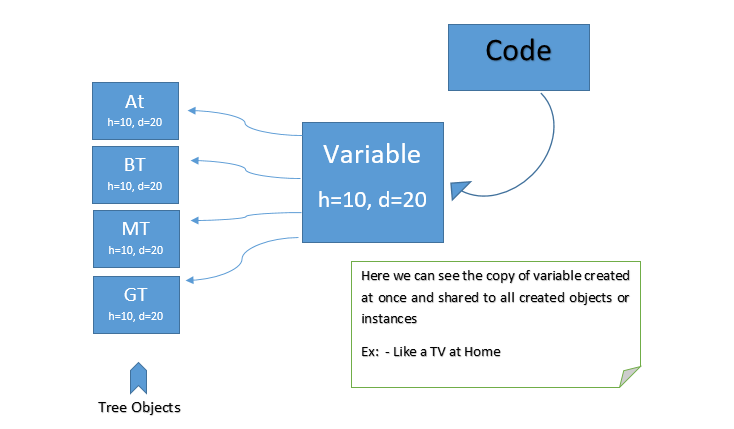 Code
At
h=10, d=20
BT
h=10, d=20
MT
h=10, d=20
GT
h=10, d=20
Tree Objects
Variable
h=10, d=20
Here we can see the copy of variable created
at once and shared to all created objects or
instances
Ex:  - Like a TV at Home